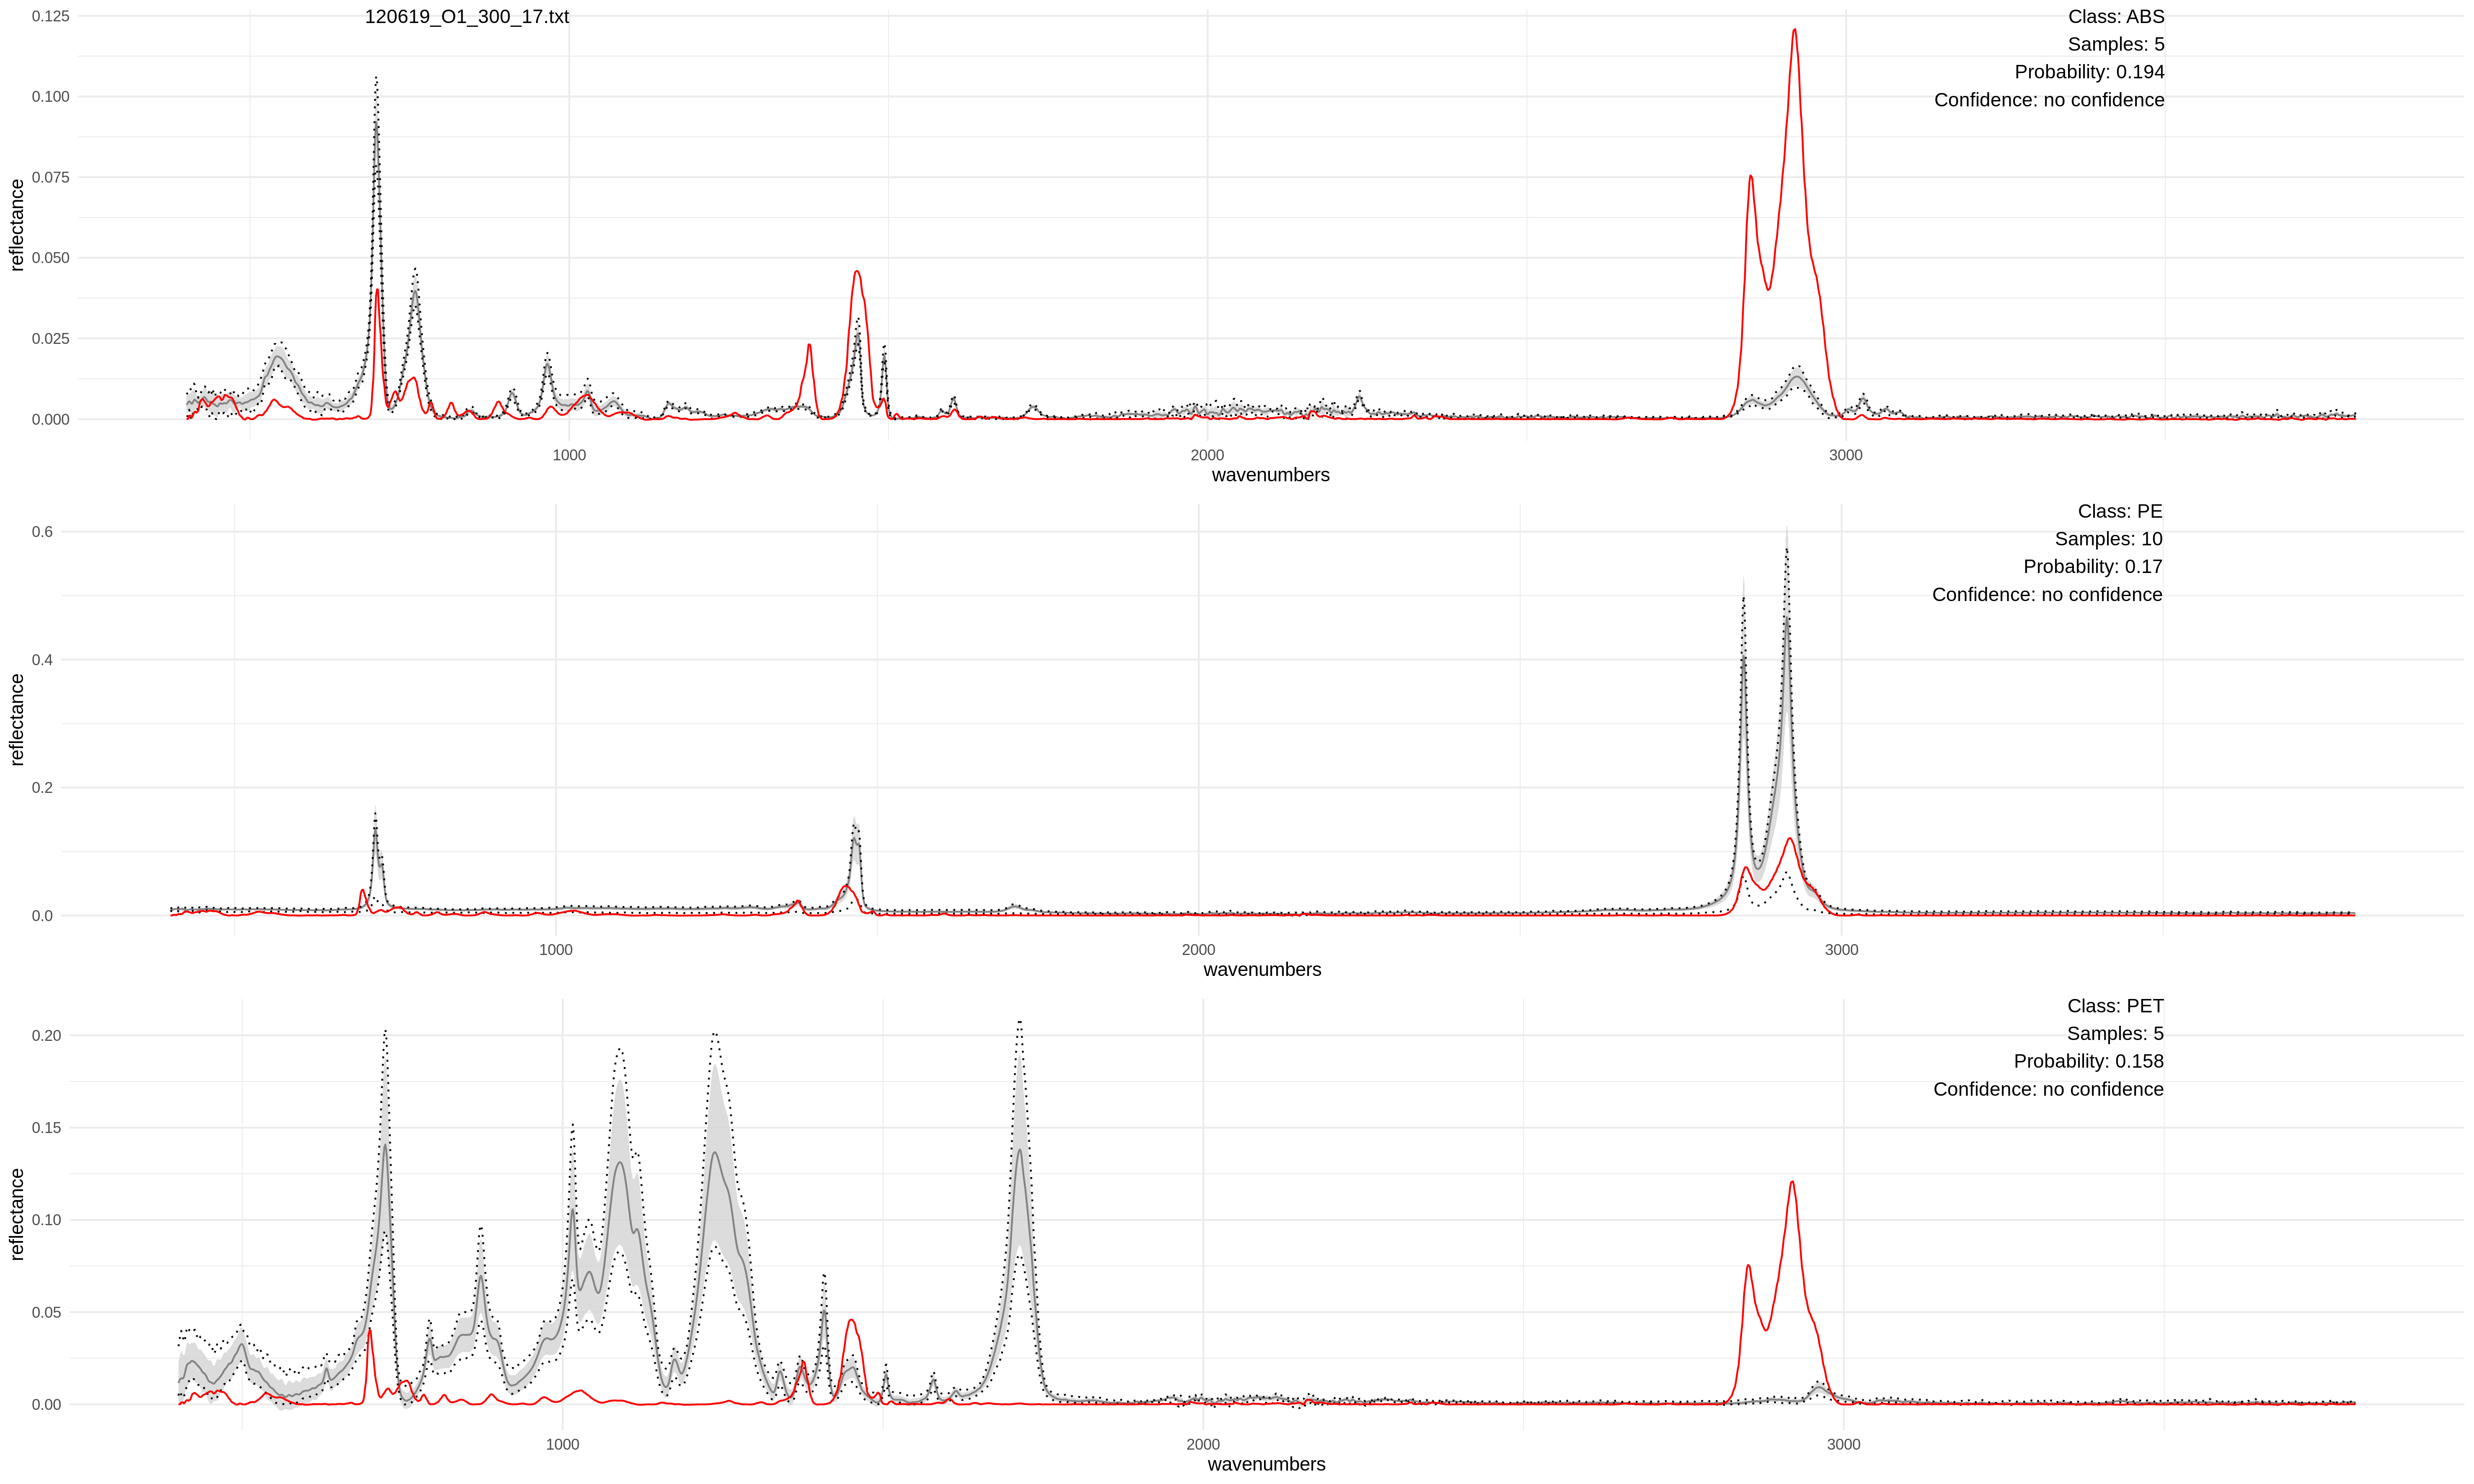 120619_O1_300_17.txt
Class: ABS
Samples: 5
Probability: 0.194
Confidence: no confidence
0.125
0.100
0.075
0.050
0.025
0.000
reflectance
1000 2000 3000
wavenumbers
Class: PE
Samples: 10
Probability: 0.17
Confidence: no confidence
0.6
0.4
0.2
0.0
reflectance
1000 2000 3000
wavenumbers
Class: PET
Samples: 5
Probability: 0.158
Confidence: no confidence
0.20
0.15
0.10
0.05
0.00
reflectance
1000 2000 3000
wavenumbers